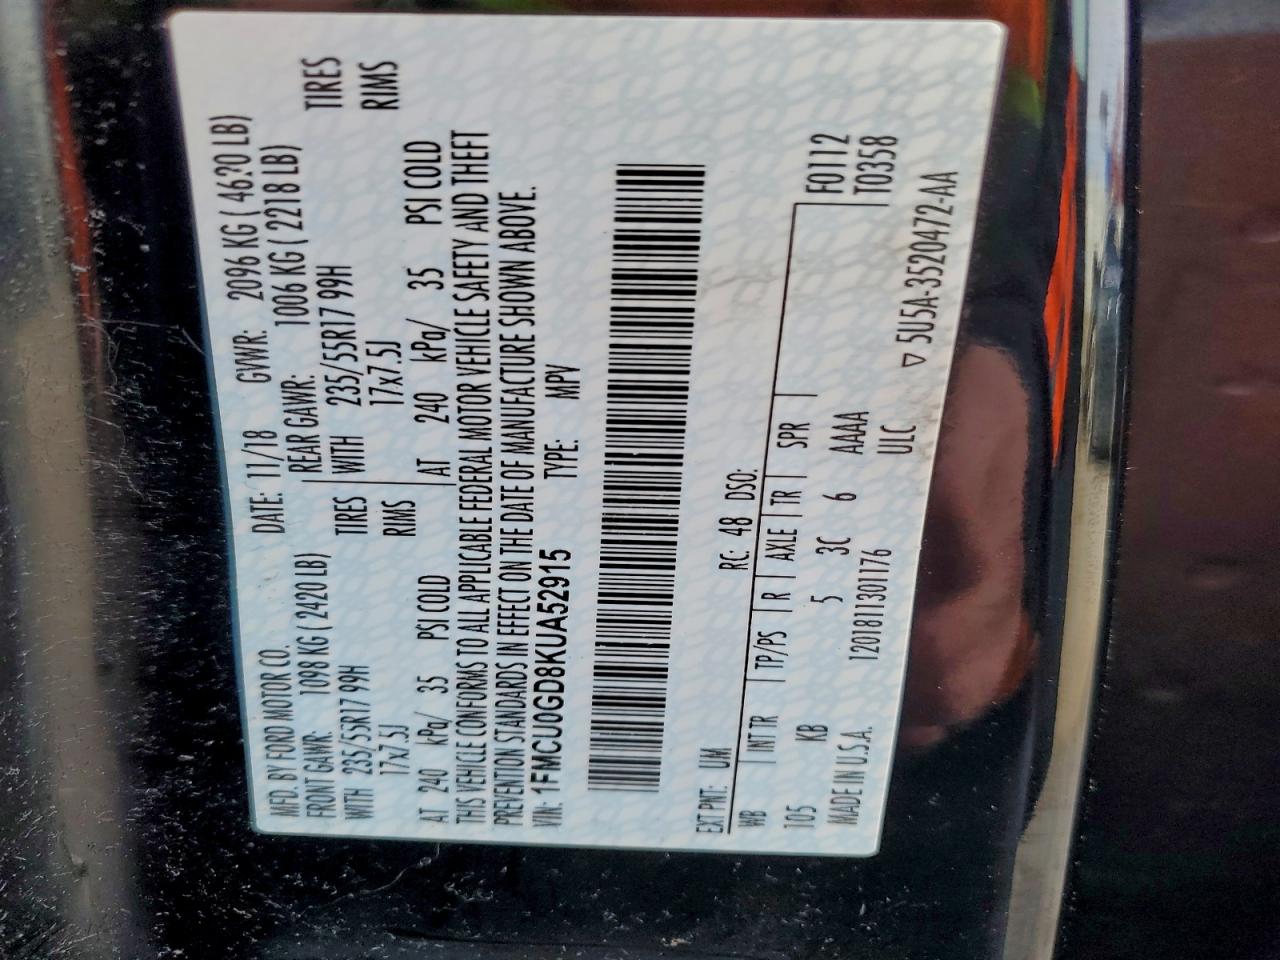 MFD. BY FORD MOTOR CO. DATE: 11/18 GVWR: 2096 KG ( 4620 LB)
FRONT GAWR: 1098 KG ( 2420 LB) REAR GAWR: 1006 KG ( 2218 LB)
WITH 235/55R17 99H TIRES WITH 235/55R17 99H TIRES
17x7.5J RIMS 17x7.5J RIMS
AT 240 kPa/ 35 PSI COLD AT 240 kPa/ 35 PSI COLD
THIS VEHICLE CONFORMS TO ALL APPLICABLE FEDERAL MOTOR VEHICLE SAFETY AND THEFT
PREVENTION STANDARDS IN EFFECT ON THE DATE OF MANUFACTURE SHOWN ABOVE.
VIN: 1FMCU0GD8KUA52915 TYPE: MPV
EXT PNT: UM RC: 48 DSO:
WB INT TR TP/PS R AXLE TR SPR F0112
105 KB 5 3C 6 AAAA T0358
MADE IN U.S.A. 1201811301176 ULC
▽ 5U5A-3520472-AA